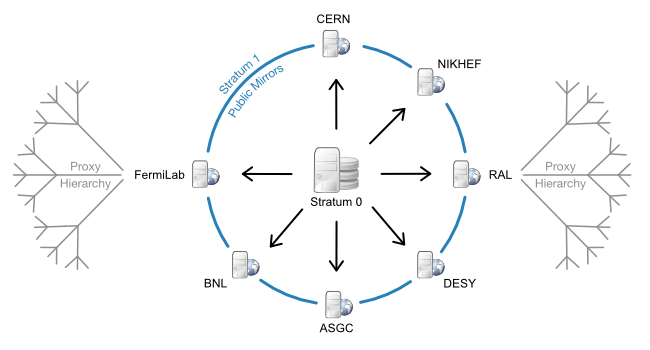 CERN
Stratum 1
Public Mirrors
NIKHEF
Proxy
Hierarchy
FermiLab
Stratum 0
RAL
Proxy
Hierarchy
BNL
DESY
ASGC